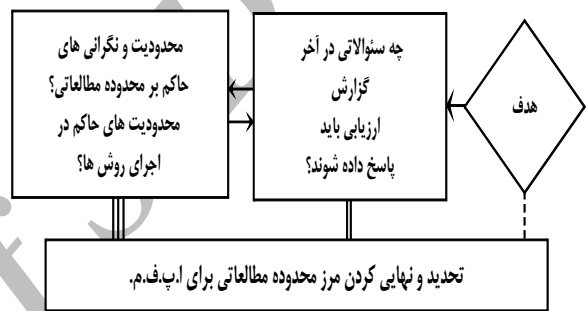 هدف
چه سئوالاتی در آخر
گزارش
ارزیابی باید
پاسخ داده شوند؟
محدودیت و نگرانی های
حاکم بر محدوده مطالعاتی؟
محدودیت های حاکم در
اجرای روش ها؟
تحدید و نهایی کردن مرز محدوده مطالعاتی برای ا.پ.ف.م.